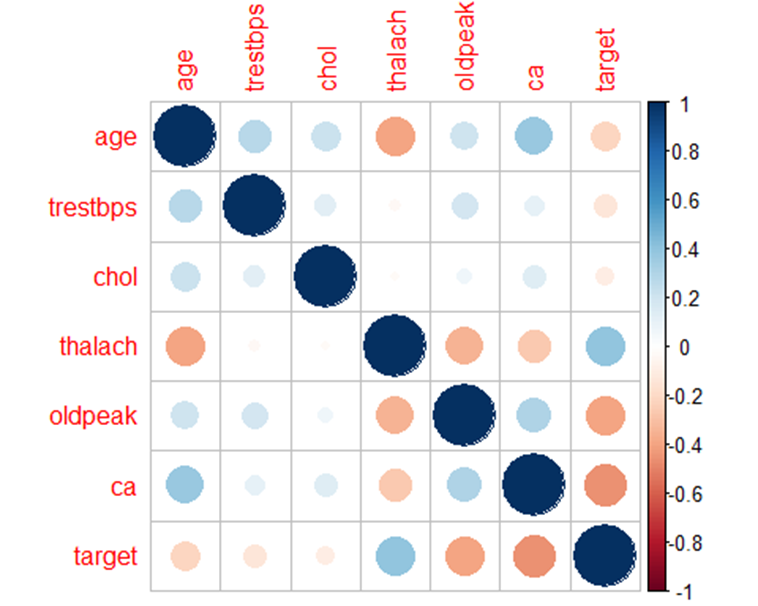 age
trestbps
chol
thalach
oldpeak
ca
target
age
trestbps
chol
thalach
oldpeak
ca
target
1
0.8
0.6
0.4
0.2
0
-0.2
-0.4
-0.6
-0.8
-1